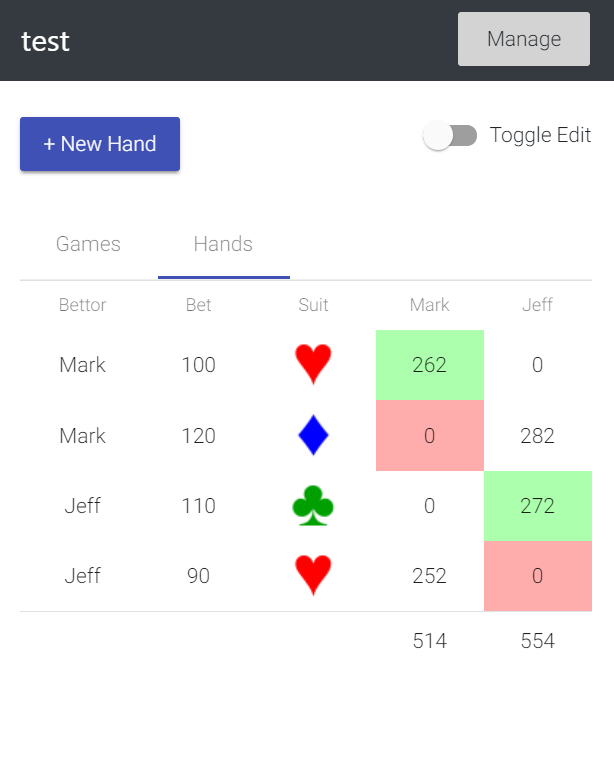 test
Manage
+ New Hand
Toggle Edit
Games Hands
Bettor Bet Suit Mark Jeff
Mark 100 262 0
Mark 120 0 282
Jeff 110 0 272
Jeff 90 252 0
514 554